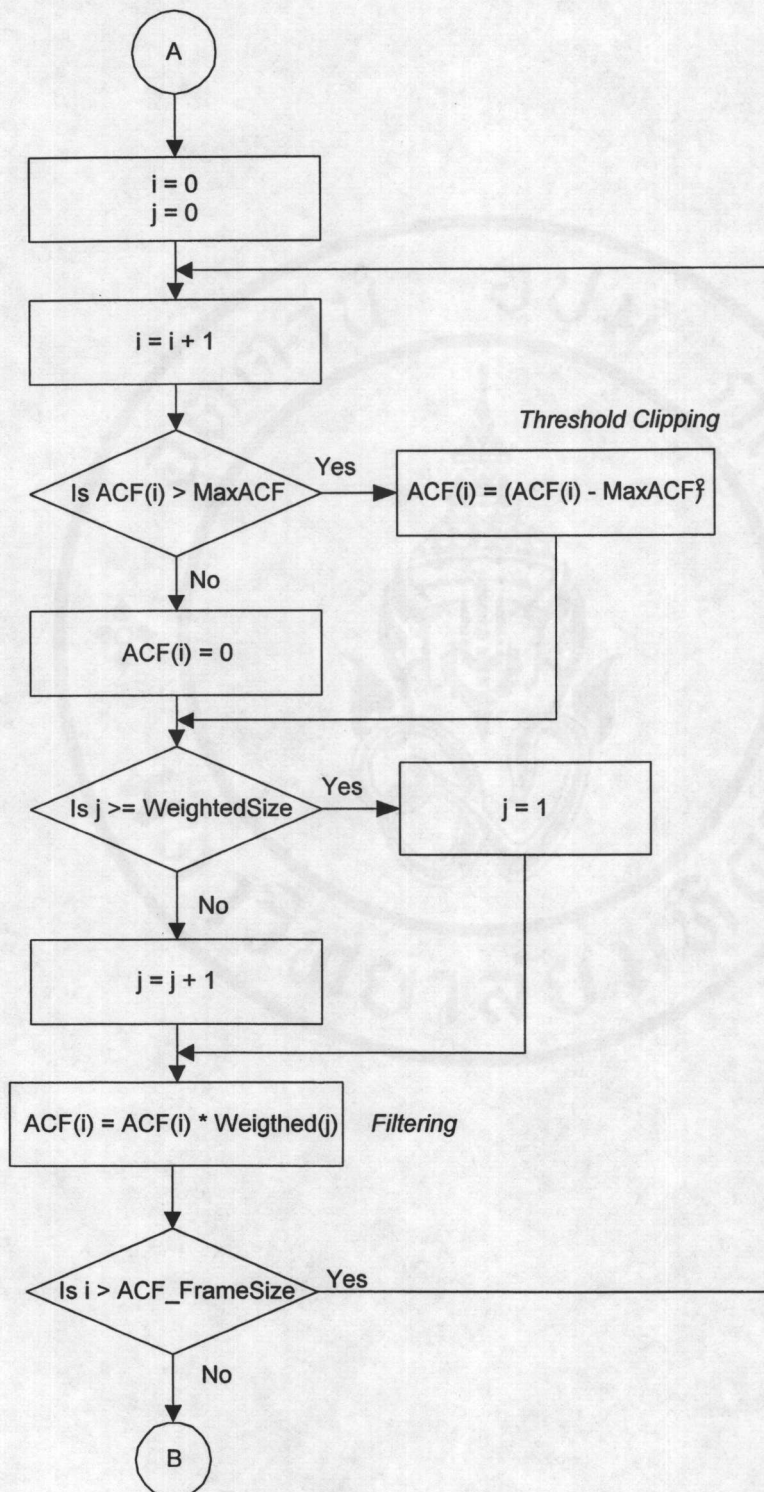 A
i = 0
j = 0
i = i + 1
Threshold Clipping
Is ACF(i) > MaxACF
Yes
ACF(i) = (ACF(i) - MaxACF)²
No
ACF(i) = 0
Is j >= WeightedSize
Yes
j = 1
No
j = j + 1
ACF(i) = ACF(i) * Weigthed(j)
Filtering
Is i > ACF_FrameSize
Yes
No
B